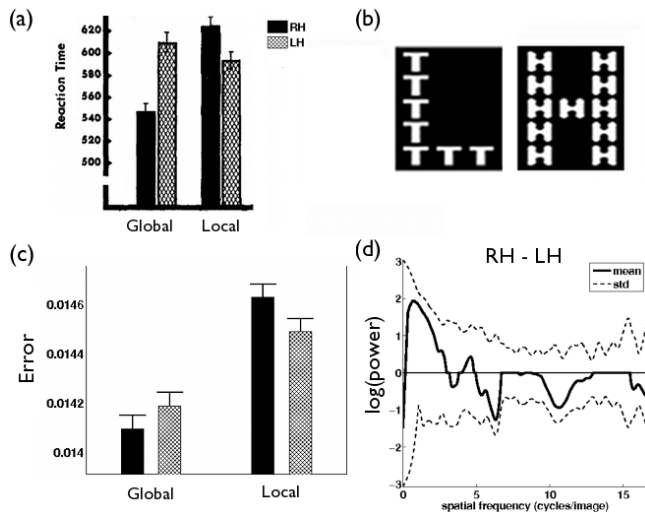 (a)
620
600
580
560
540
520
500
Reaction Time
RH
LH
Global Local
(b)
T
T
T
T
T T T
H H
H H
H H H
H H
H H
(c)
0.0146
0.0144
0.0142
0.014
Error
Global Local
(d)
RH - LH
mean
std
3
2
1
0
-1
-2
-3
log(power)
0 5 10 15
spatial frequency (cycles/image)